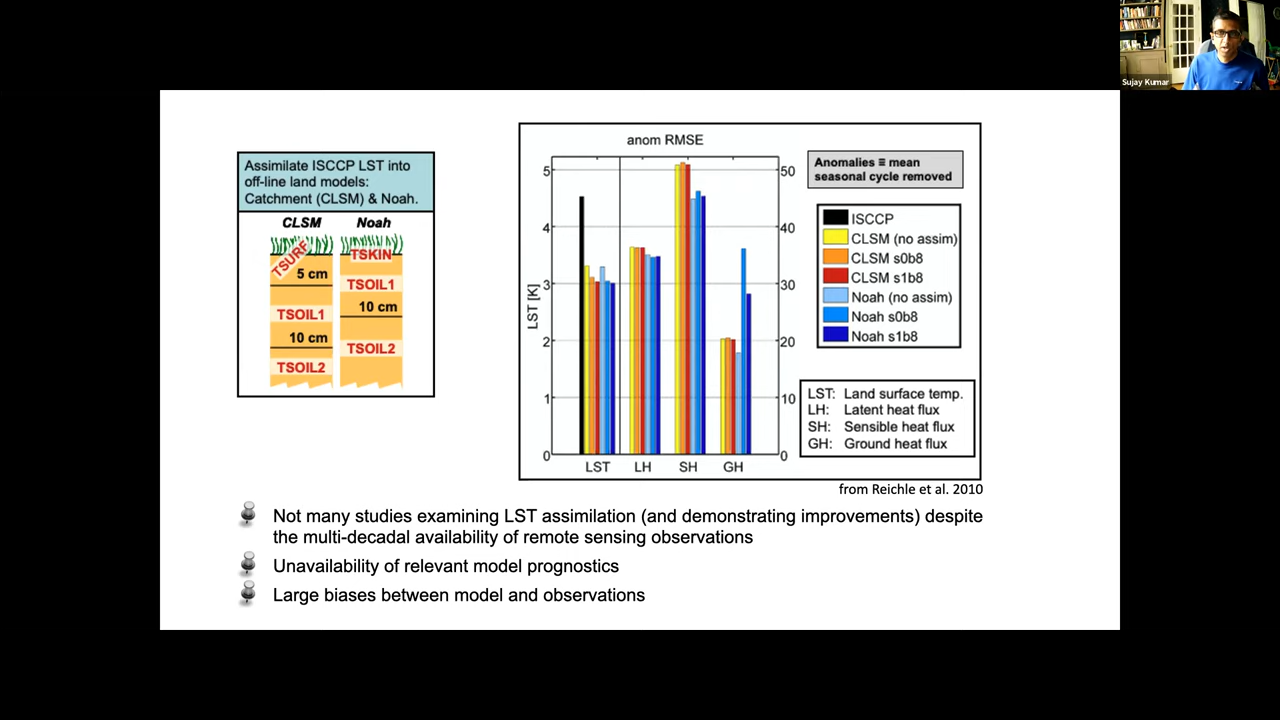 Sujay Kumar
Assimilate ISCCP LST into
off-line land models:
Catchment (CLSM) & Noah.
CLSM Noah
TSURF TSKIN
5 cm
TSOIL1
TSOIL1
10 cm
10 cm
TSOIL2
TSOIL2
anom RMSE
LST [K]
5
4
3
2
1
0
50
40
30
20
10
0
LST LH SH GH
Anomalies ≡ mean
seasonal cycle removed
ISCCP
CLSM (no assim)
CLSM s0b8
CLSM s1b8
Noah (no assim)
Noah s0b8
Noah s1b8
LST: Land surface temp.
LH: Latent heat flux
SH: Sensible heat flux
GH: Ground heat flux
from Reichle et al. 2010
Not many studies examining LST assimilation (and demonstrating improvements) despite
the multi-decadal availability of remote sensing observations
Unavailability of relevant model prognostics
Large biases between model and observations